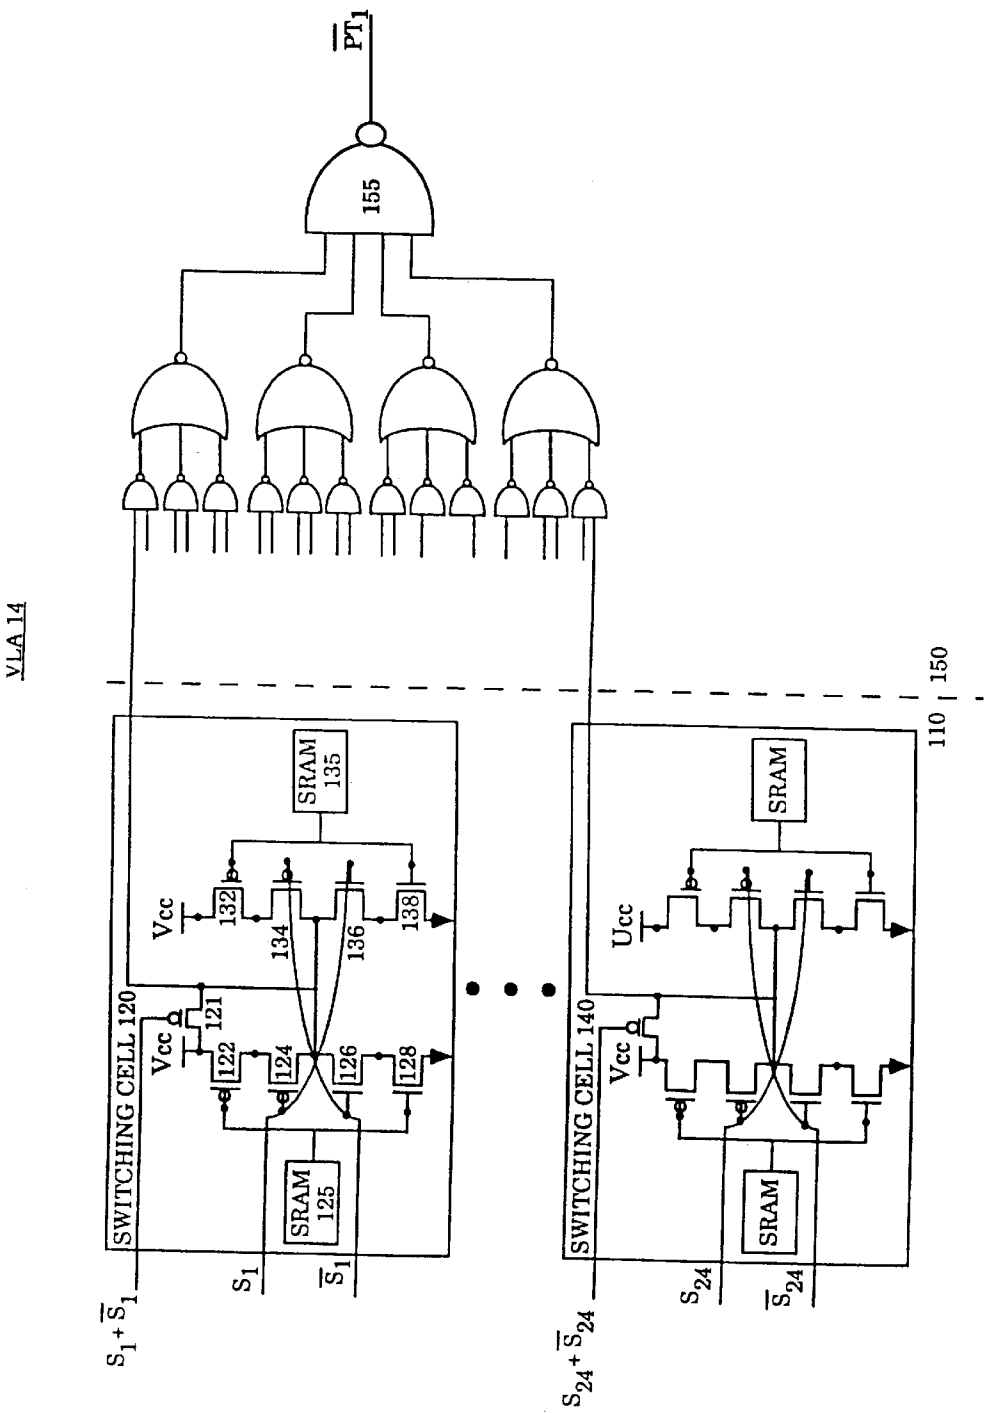 VLA 14
PT1
155
110
150
SWITCHING CELL 120
S1 + S1
Vcc
121
122
124
126
128
Vcc
132
134
136
138
SRAM
125
SRAM
135
S1
S1
SWITCHING CELL 140
S24 + S24
Vcc
Ucc
SRAM
SRAM
S24
S24